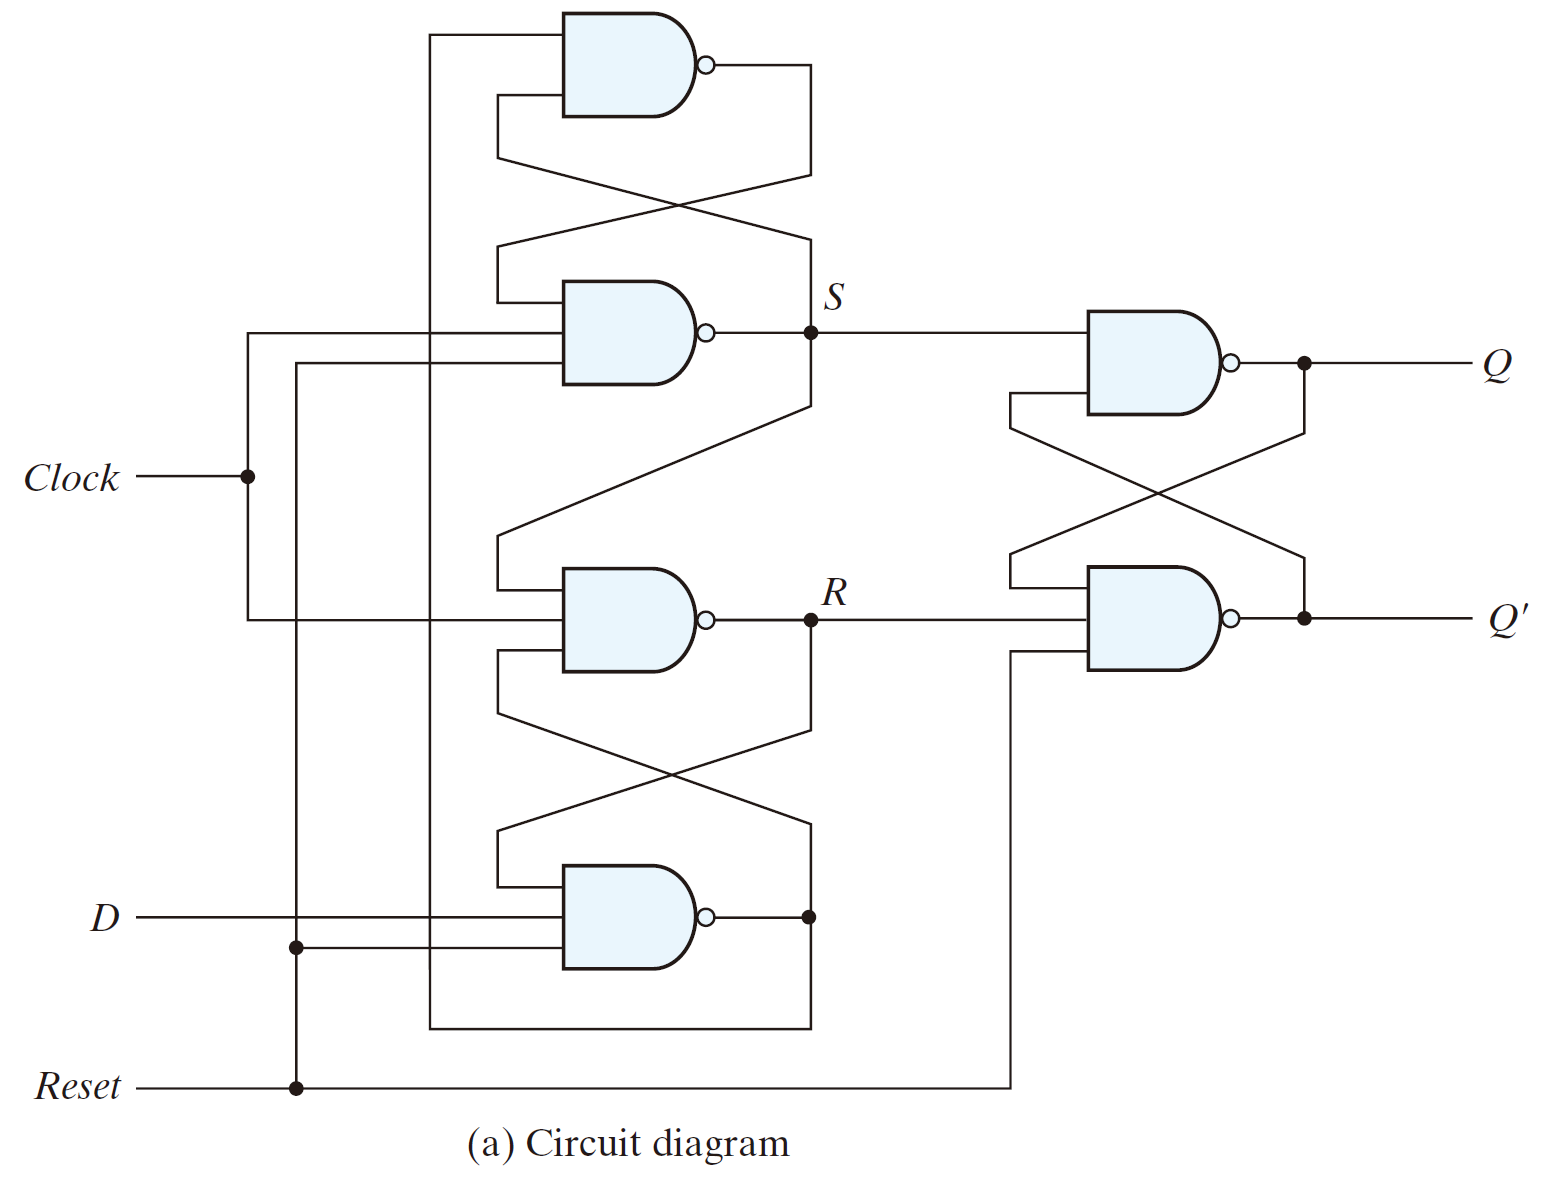 S
Q
Clock
R
Q'
D
Reset
(a) Circuit diagram